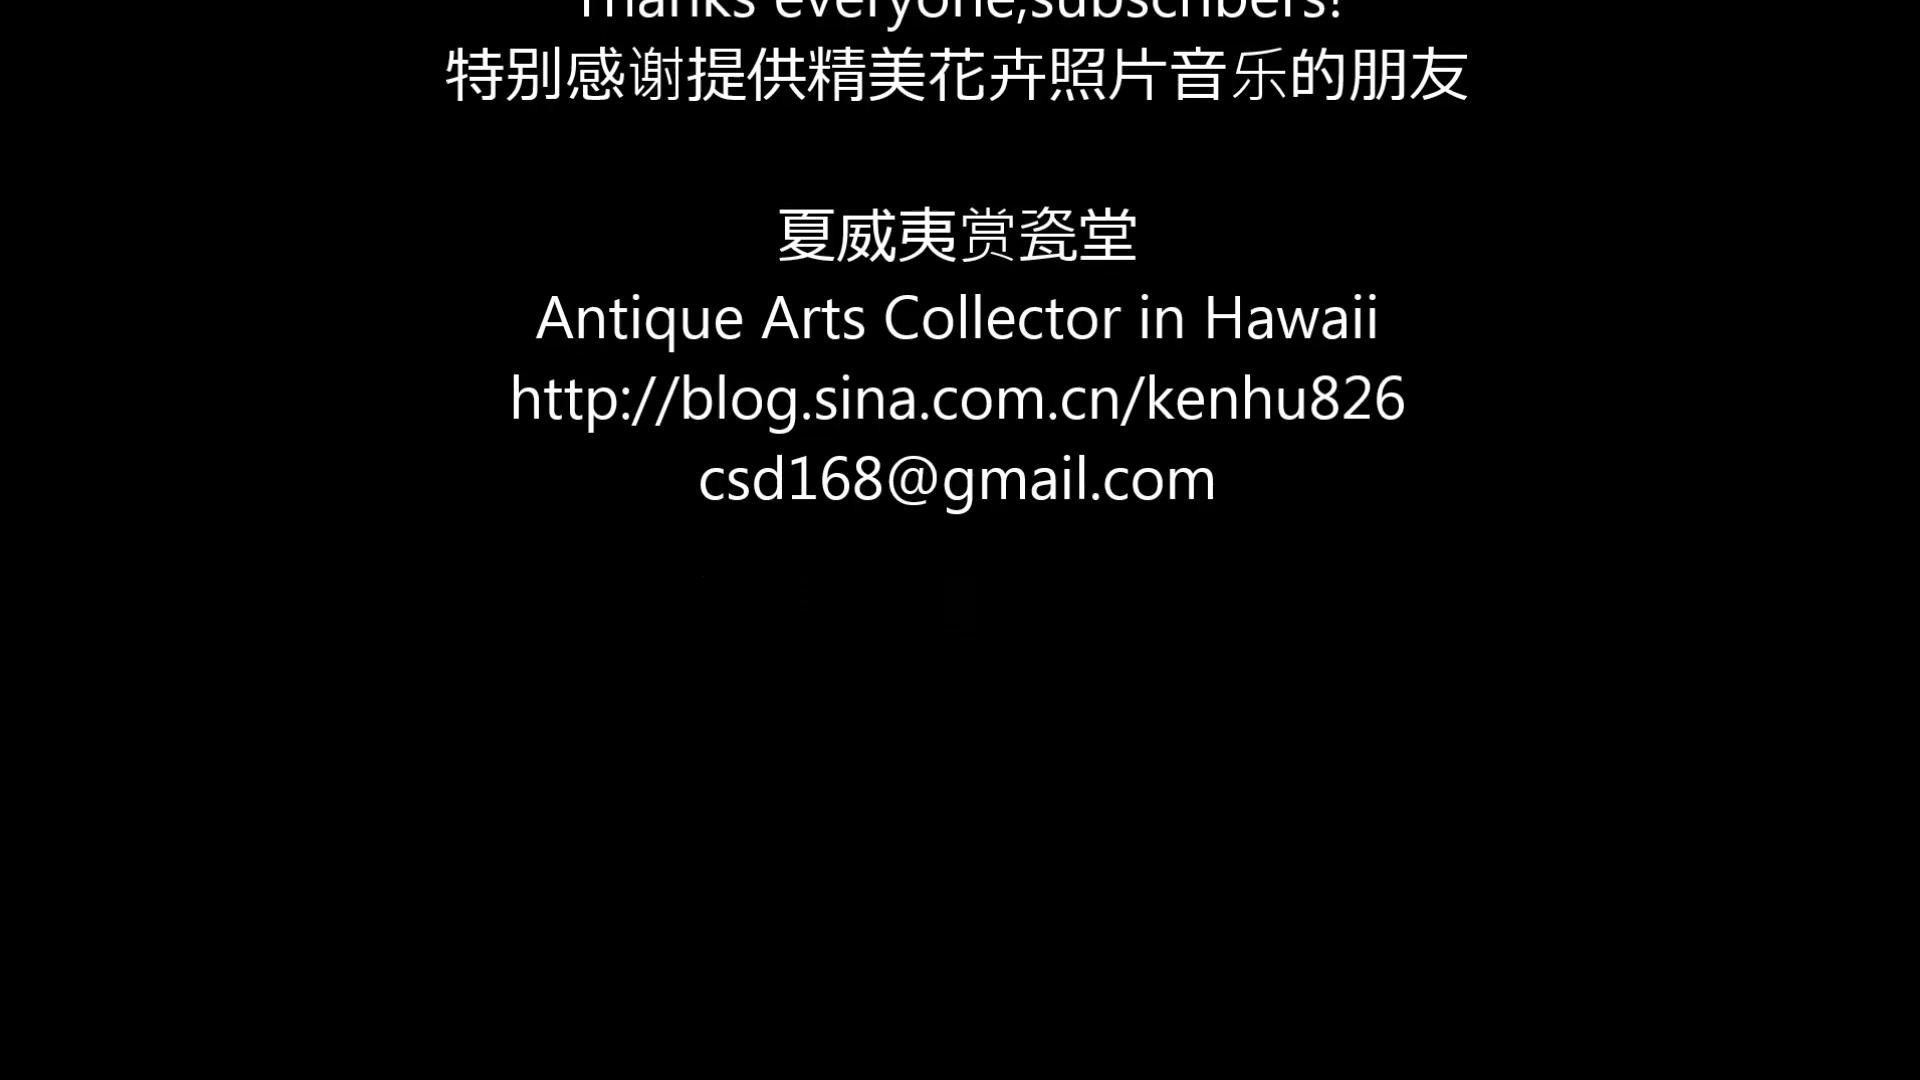 Thanks everyone,subscribers!
特别感谢提供精美花卉照片音乐的朋友
夏威夷赏瓷堂
Antique Arts Collector in Hawaii
http://blog.sina.com.cn/kenhu826
csd168@gmail.com